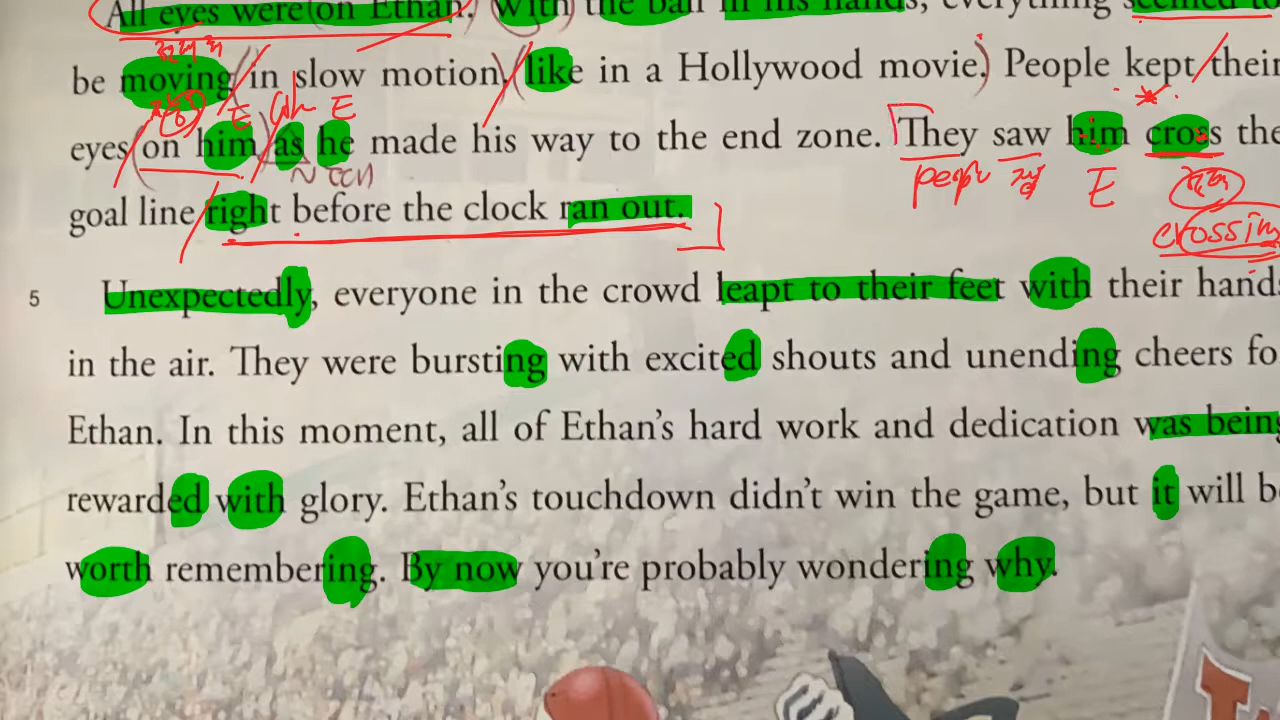 All eyes were on Ethan. With the ball in his hands, everything seemed to
be moving in slow motion, like in a Hollywood movie. People kept their
E E
eyes on him as he made his way to the end zone. They saw him cross the
people E
goal line right before the clock ran out.
crossing
5 Unexpectedly, everyone in the crowd leapt to their feet with their hands
in the air. They were bursting with excited shouts and unending cheers fo
Ethan. In this moment, all of Ethan's hard work and dedication was being
rewarded with glory. Ethan's touchdown didn't win the game, but it will be
worth remembering. By now you're probably wondering why.